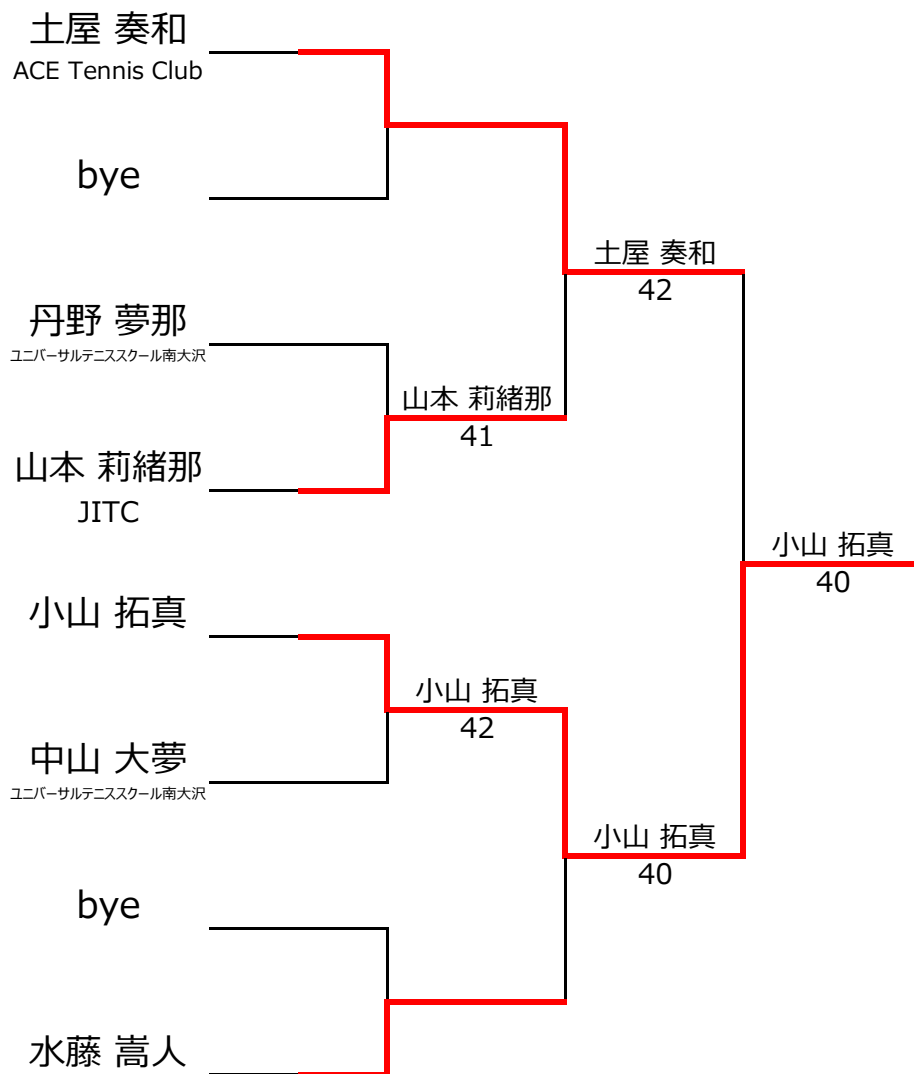 土屋 奏和
ACE Tennis Club
bye
土屋 奏和
42
丹野 夢那
ユニバーサルテニススクール南大沢
山本 莉緒那
41
山本 莉緒那
JITC
小山 拓真
40
小山 拓真
小山 拓真
42
中山 大夢
ユニバーサルテニススクール南大沢
小山 拓真
40
bye
水藤 嵩人